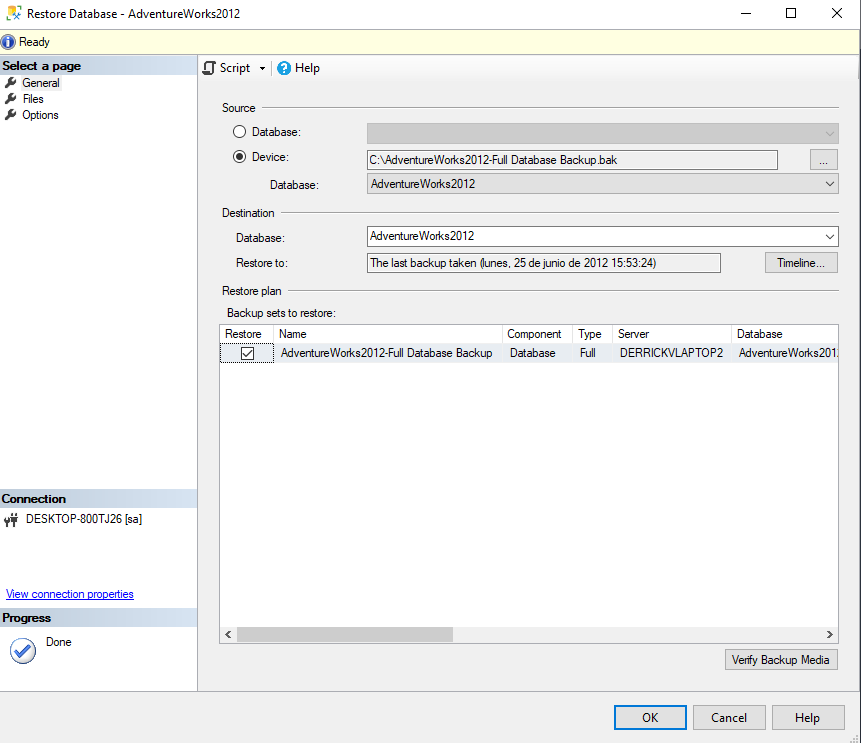 Restore Database - AdventureWorks2012
Ready
Select a page
General
Files
Options
Script
Help
Source
Database:
Device:
C:\AdventureWorks2012-Full Database Backup.bak
...
Database:
AdventureWorks2012
Destination
Database:
AdventureWorks2012
Restore to:
The last backup taken (lunes, 25 de junio de 2012 15:53:24)
Timeline...
Restore plan
Backup sets to restore:
Restore Name Component Type Server Database
AdventureWorks2012-Full Database Backup Database Full DERRICKVLAPTOP2 AdventureWorks201
Connection
DESKTOP-800TJ26 [sa]
View connection properties
Progress
Done
Verify Backup Media
OK Cancel Help